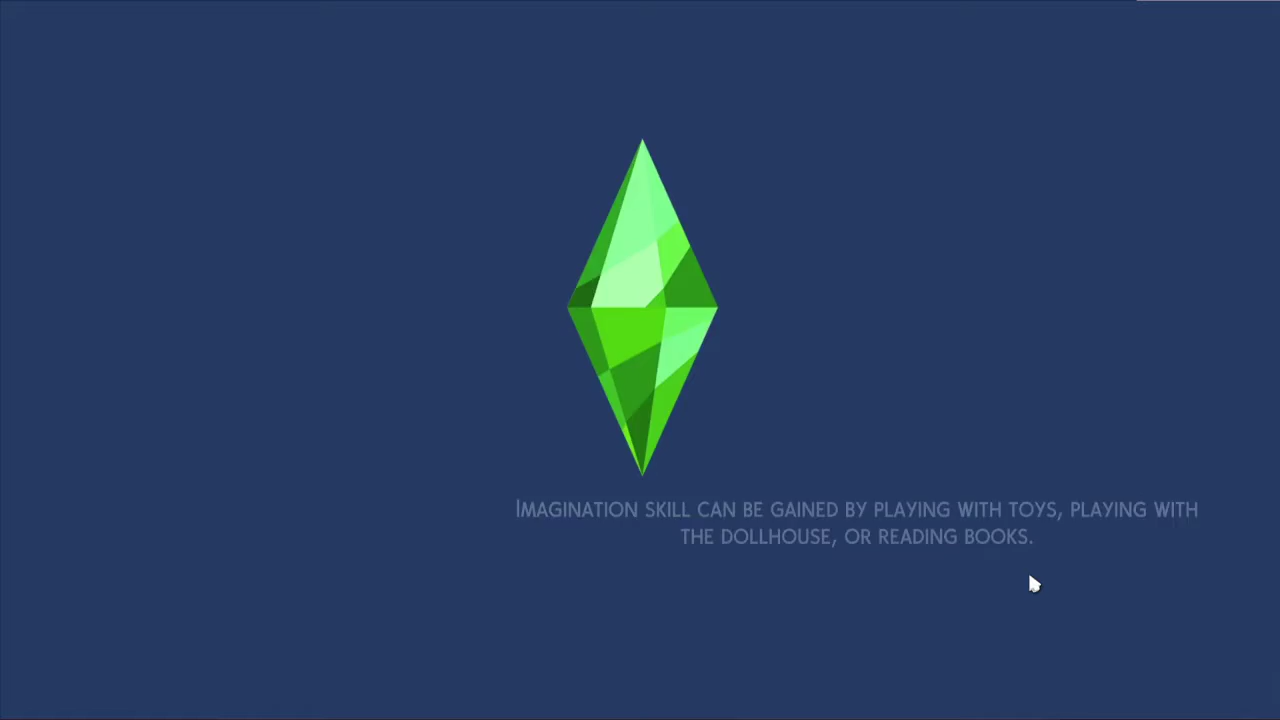 Imagination skill can be gained by playing with toys, playing with
the dollhouse, or reading books.